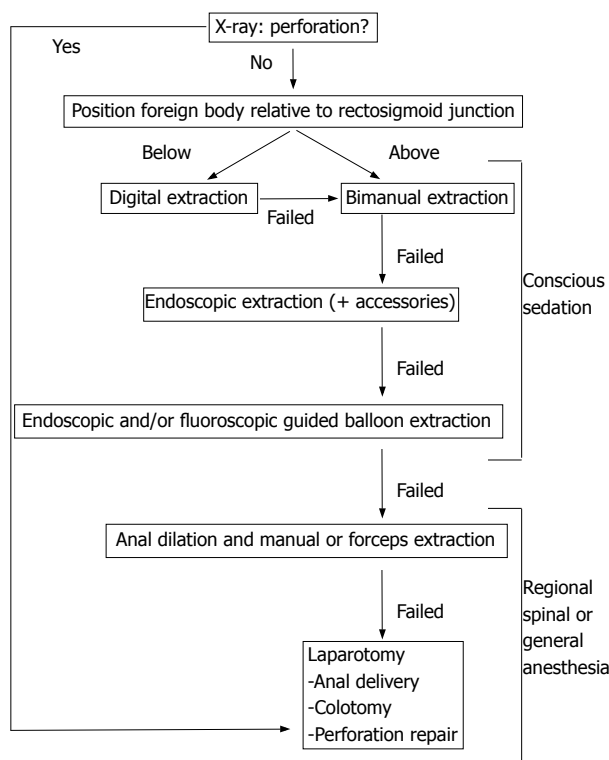 X-ray: perforation?
Yes
No
Position foreign body relative to rectosigmoid junction
Below
Above
Digital extraction
Bimanual extraction
Failed
Failed
Conscious
sedation
Endoscopic extraction (+ accessories)
Failed
Endoscopic and/or fluoroscopic guided balloon extraction
Failed
Anal dilation and manual or forceps extraction
Failed
Regional
spinal or
general
anesthesia
Laparotomy
-Anal delivery
-Colotomy
-Perforation repair